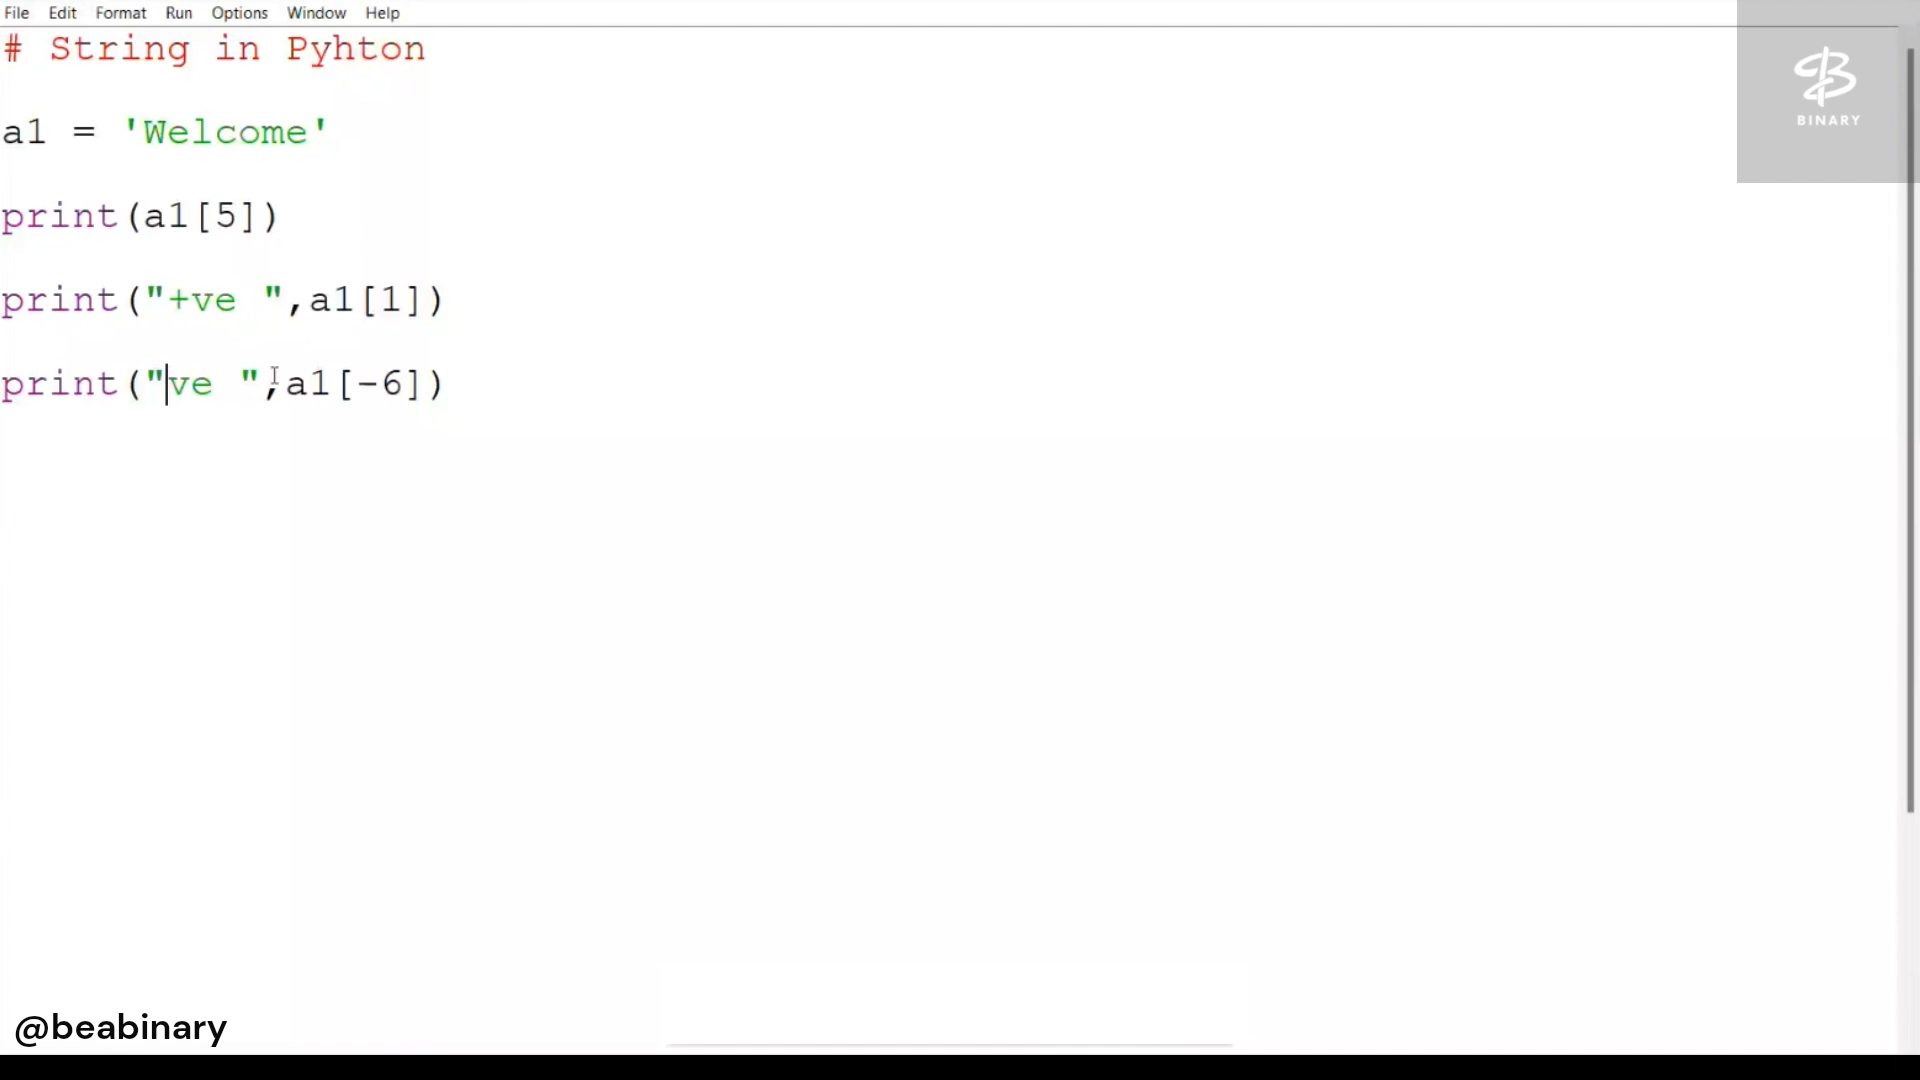 File Edit Format Run Options Window Help
# String in Pyhton
a1 = 'Welcome'
print(a1[5])
print("+ve ",a1[1])
print("ve ",a1[-6])
BINARY
@beabinary